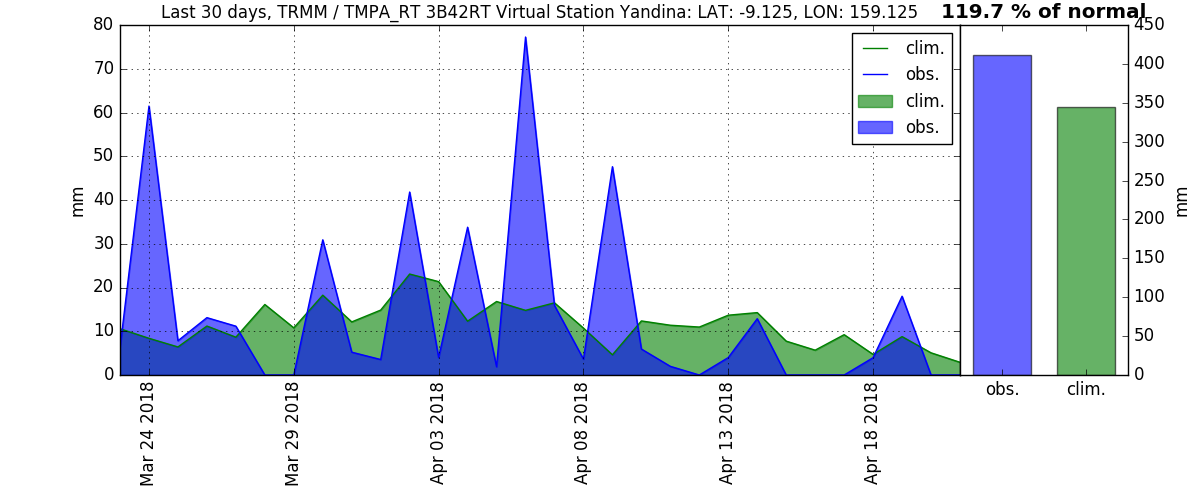 Last 30 days, TRMM / TMPA_RT 3B42RT Virtual Station Yandina: LAT: -9.125, LON: 159.125
119.7 % of normal
80
70
60
50
40
30
20
10
0
mm
clim.
obs.
clim.
obs.
450
400
350
300
250
200
150
100
50
0
mm
obs.
clim.
Mar 24 2018
Mar 29 2018
Apr 03 2018
Apr 08 2018
Apr 13 2018
Apr 18 2018